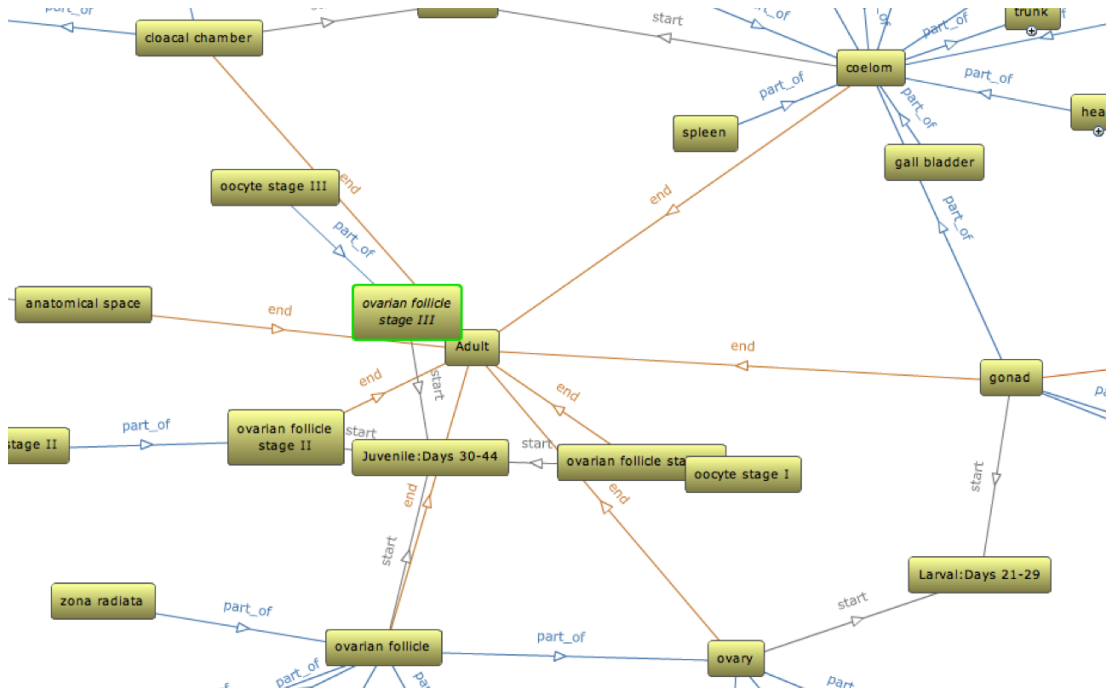 part_of
part_of
part_of
trunk
start
part_of
part_of
cloacal chamber
start
coelom
part_of
part_of
spleen
part_of
gall bladder
end
oocyte stage III
end
part_of
part_of
anatomical space
end
ovarian follicle
stage III
Adult
end
gonad
start
end
part_of
stage II
ovarian follicle
stage II
start
Juvenile:Days 30-44
start
end
ovarian follicle
oocyte stage I
start
end
end
start
Larval:Days 21-29
zona radiata
part_of
start
ovarian follicle
part_of
ovary
part_of
part_of